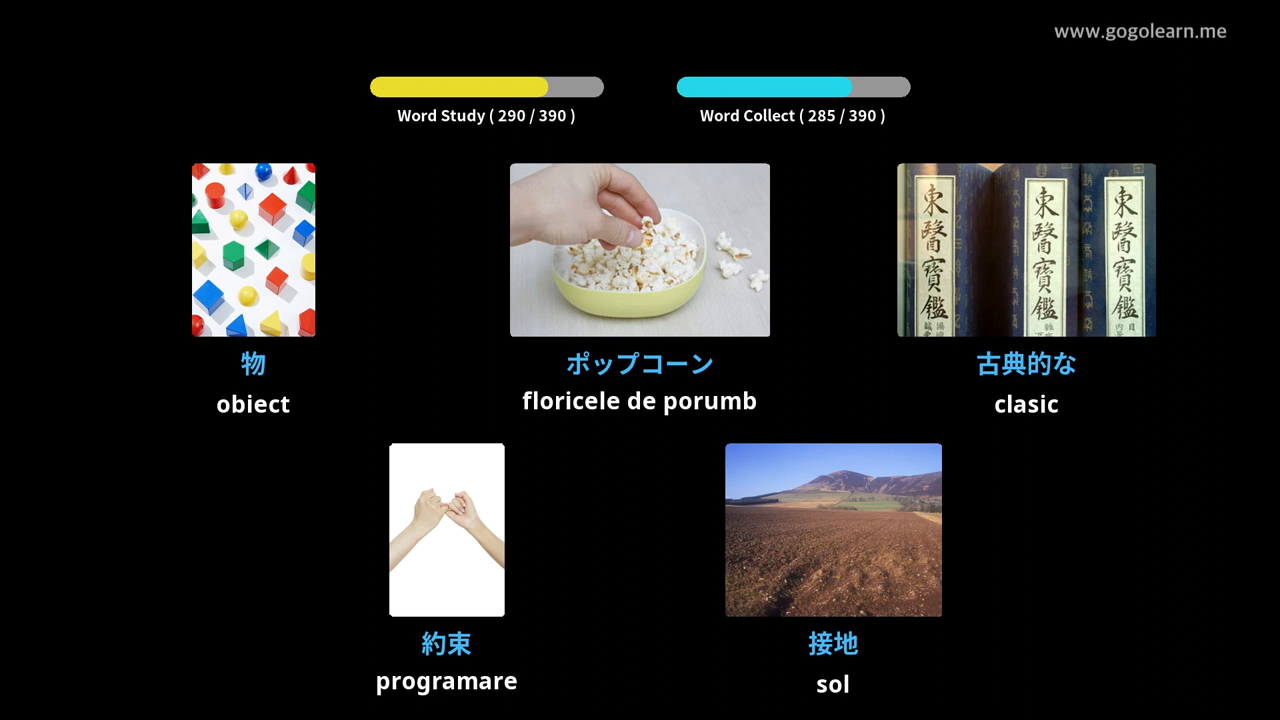 www.gogolearn.me
Word Study ( 290 / 390 )
Word Collect ( 285 / 390 )
東醫寶鑑
東醫寶鑑
東醫寶鑑
物
ポップコーン
古典的な
obiect
floricele de porumb
clasic
約束
接地
programare
sol